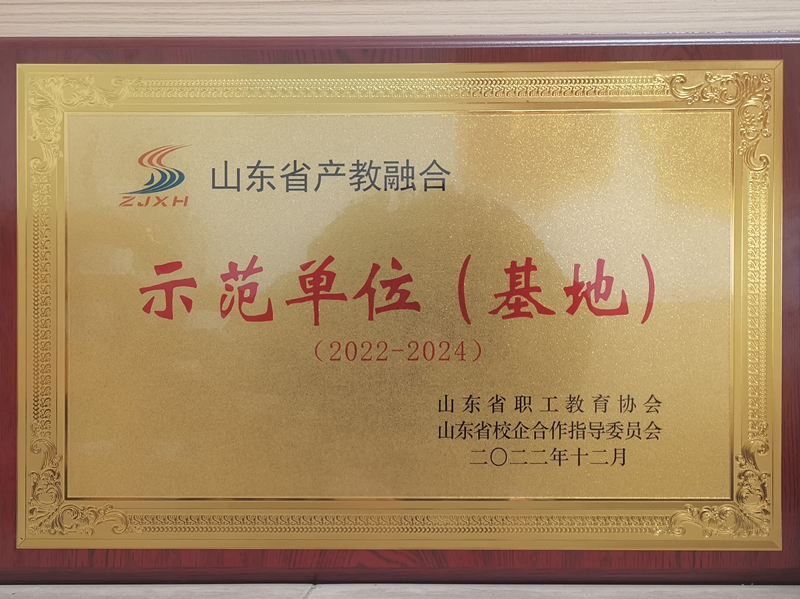 山东省产教融合
ZJXH
示范单位（基地）
（2022-2024）
山东省职工教育协会
山东省校企合作指导委员会
二〇二二年十二月